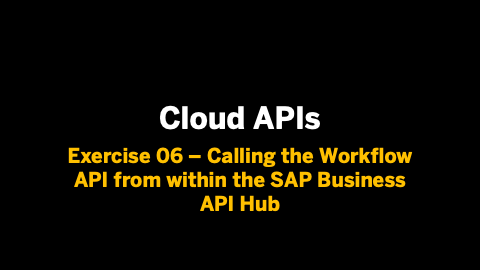 Cloud APIs
Exercise 06 – Calling the Workflow
API from within the SAP Business
API Hub